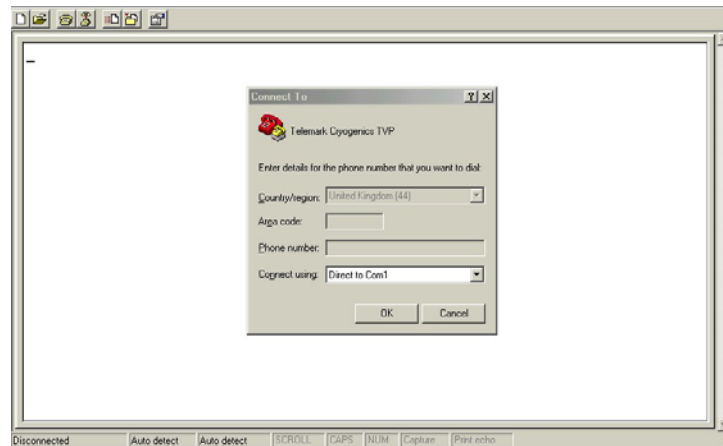 Connect To
Telemark Cryogenics TVP
Enter details for the phone number that you want to dial:
Country/region: United Kingdom (44)
Area code:
Phone number:
Connect using: Direct to Com1
OK Cancel
Disconnected Auto detect Auto detect SCROLL CAPS NUM Capture Print echo